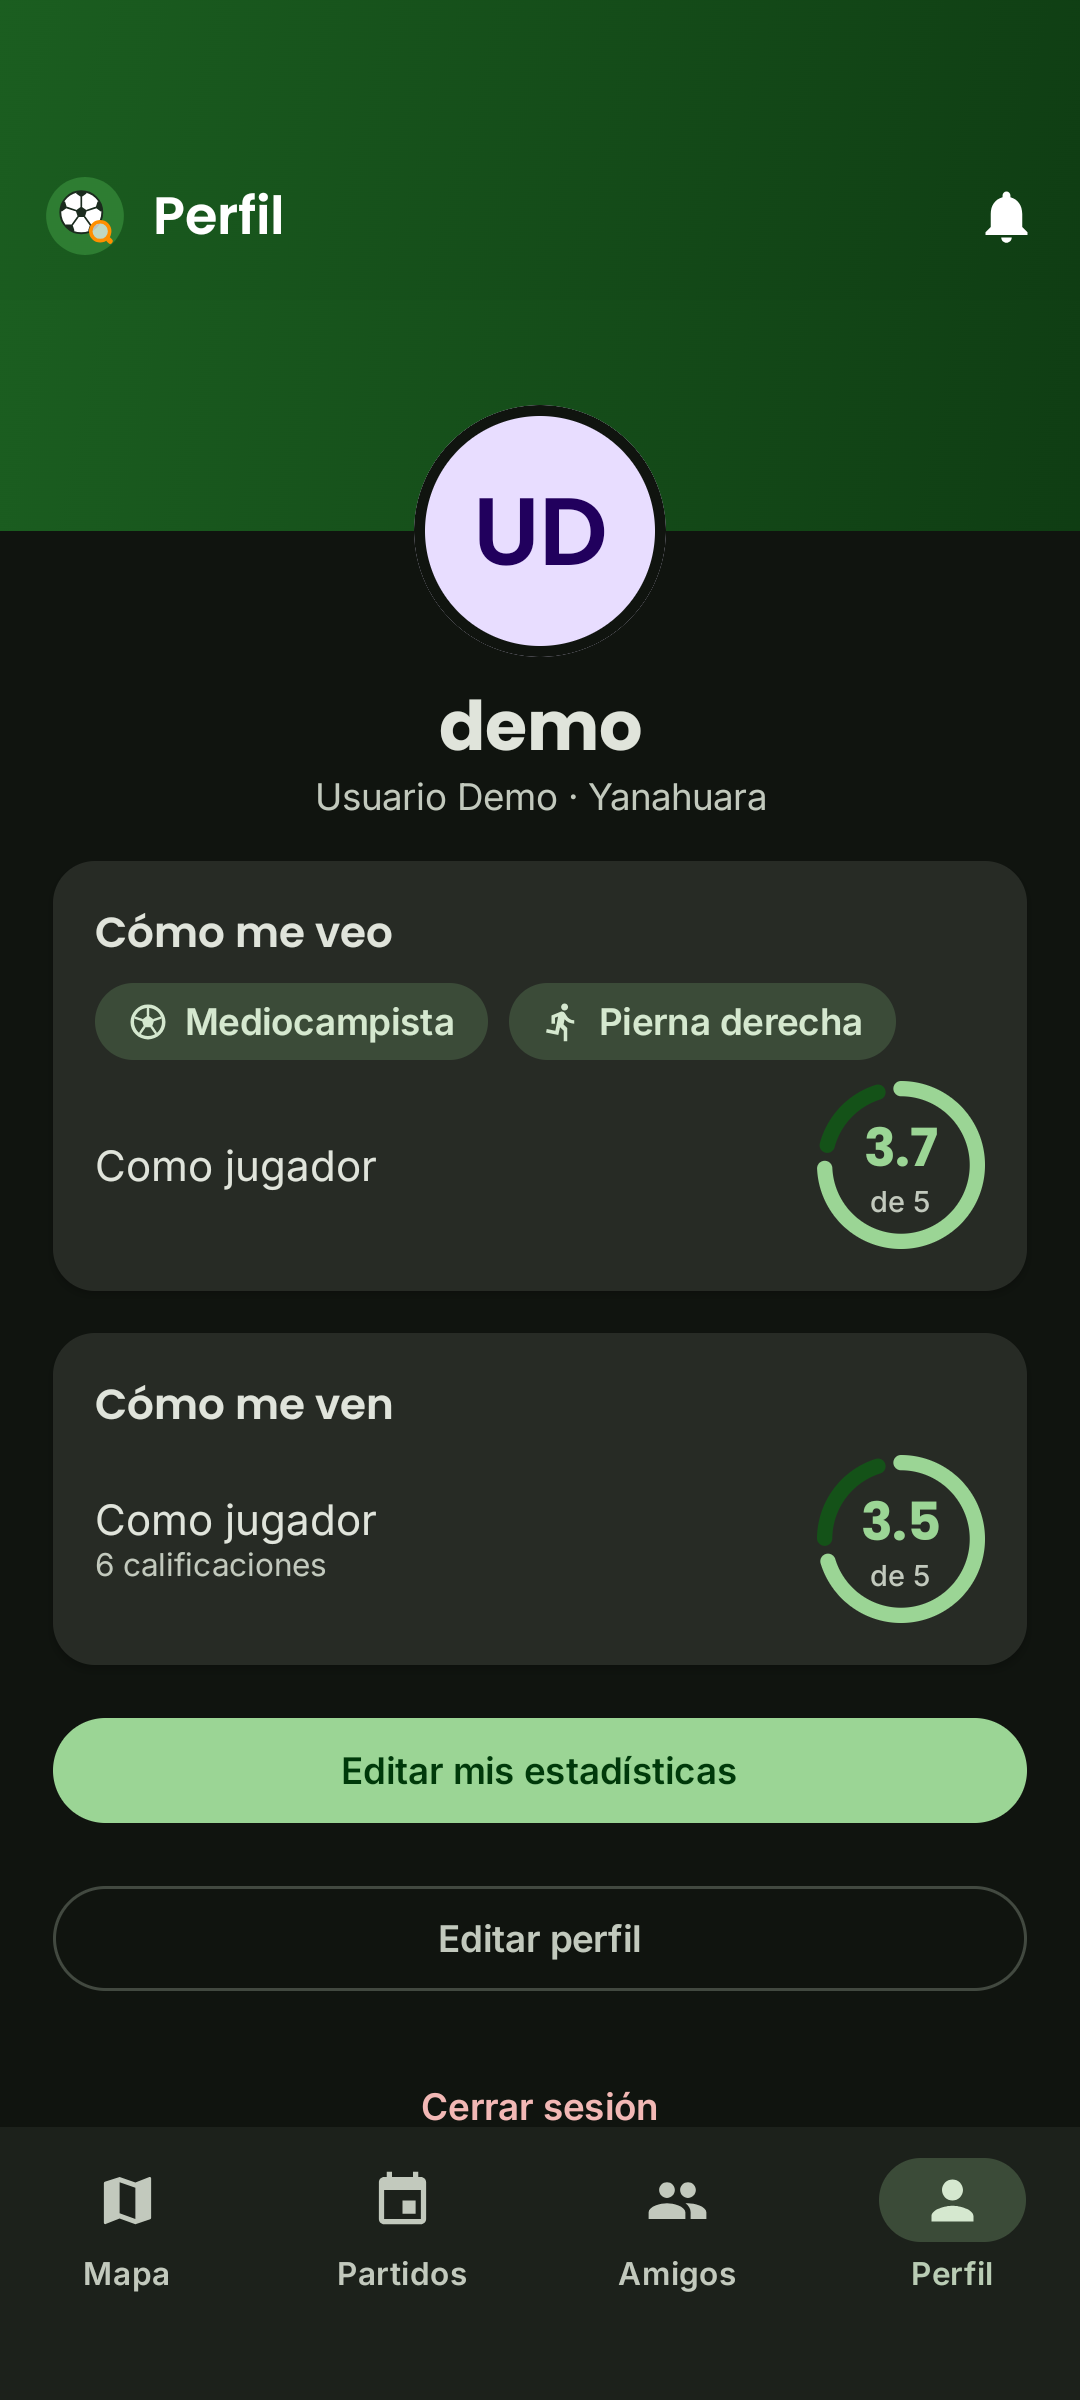 Perfil
UD
demo
Usuario Demo · Yanahuara
Cómo me veo
Mediocampista
Pierna derecha
Como jugador
3.7
de 5
Cómo me ven
Como jugador
6 calificaciones
3.5
de 5
Editar mis estadísticas
Editar perfil
Cerrar sesión
Mapa
Partidos
Amigos
Perfil